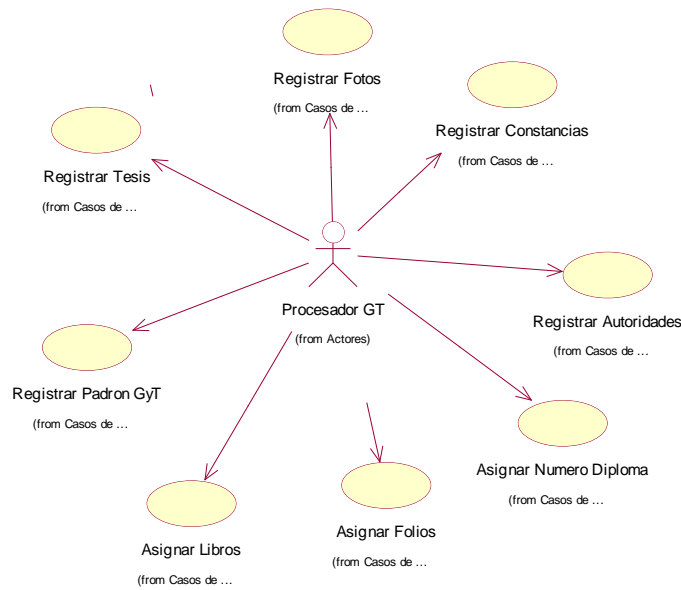 Registrar Fotos
(from Casos de ...
Registrar Constancias
(from Casos de ...
Registrar Tesis
(from Casos de ...
Procesador GT
(from Actores)
Registrar Autoridades
(from Casos de ...
Registrar Padron GyT
(from Casos de ...
Asignar Numero Diploma
(from Casos de ...
Asignar Folios
(from Casos de ...
Asignar Libros
(from Casos de ...